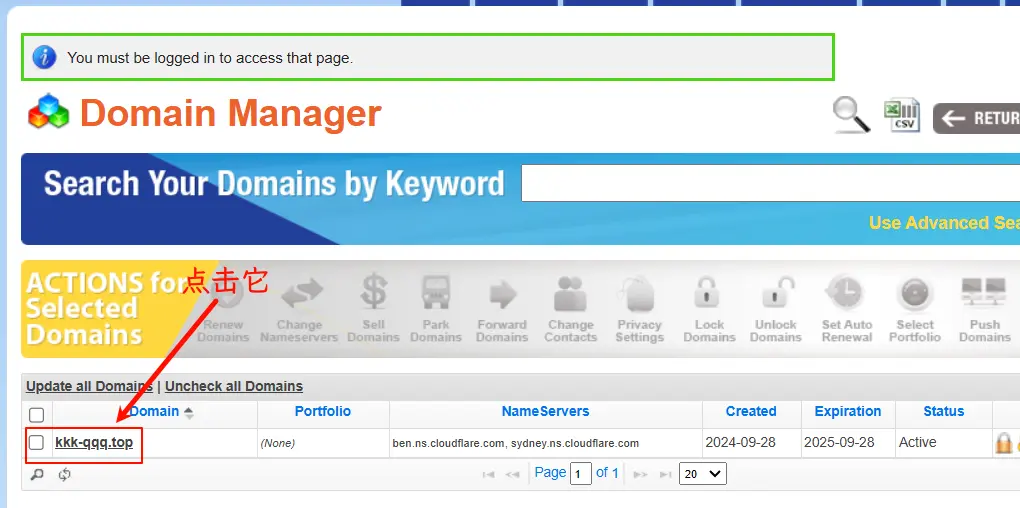 You must be logged in to access that page.
Domain Manager
CSV
RETUR
Search Your Domains by Keyword
Use Advanced Sea
ACTIONS for
Selected
Domains
点击它
Renew
Domains
Change
Nameservers
Sell
Domains
Park
Domains
Forward
Domains
Change
Contacts
Privacy
Settings
Lock
Domains
Unlock
Domains
Set Auto
Renewal
Select
Portfolio
Push
Domains
Update all Domains | Uncheck all Domains
Domain Portfolio NameServers Created Expiration Status
kkk-qqq.top (None) ben.ns.cloudflare.com, sydney.ns.cloudflare.com 2024-09-28 2025-09-28 Active
Page 1 of 1 20